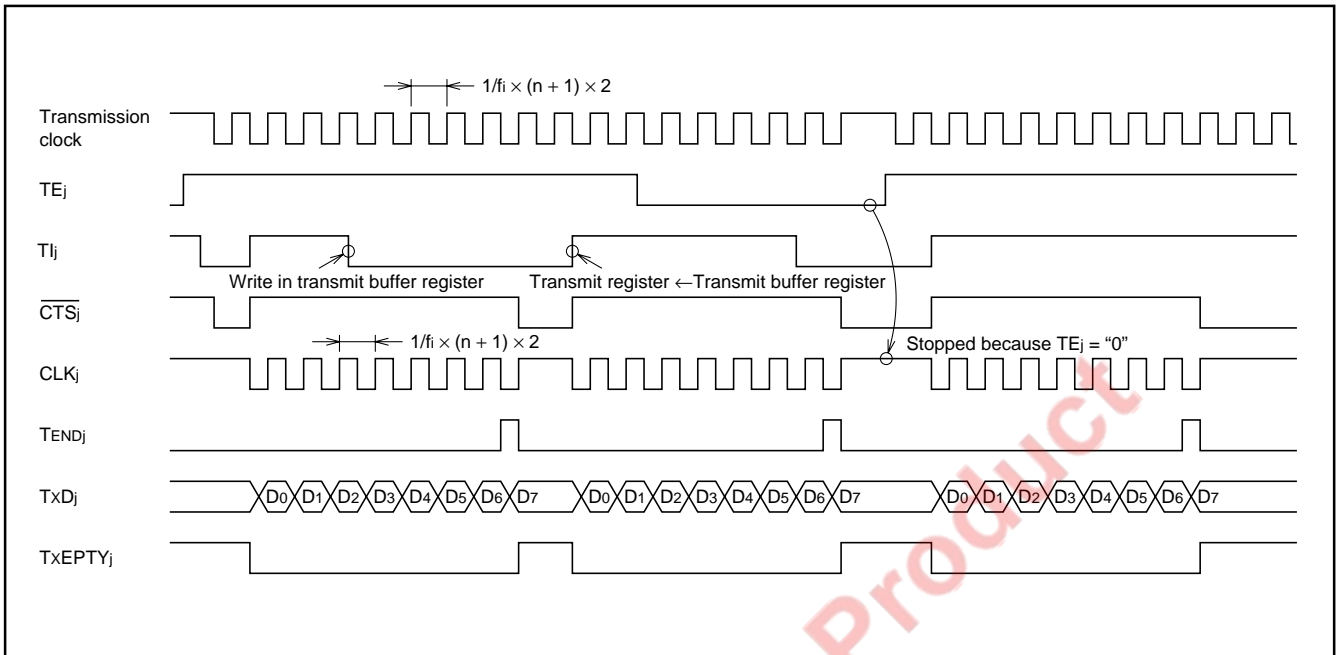 1/fi × (n + 1) × 2
Transmission
clock
TEj
TIj
Write in transmit buffer register
Transmit register ←Transmit buffer register
CTSj
1/fi × (n + 1) × 2
Stopped because TEj = “0”
CLKj
TENDj
TXDj
D0 D1 D2 D3 D4 D5 D6 D7 D0 D1 D2 D3 D4 D5 D6 D7 D0 D1 D2 D3 D4 D5 D6 D7
TXEPTYj
Product